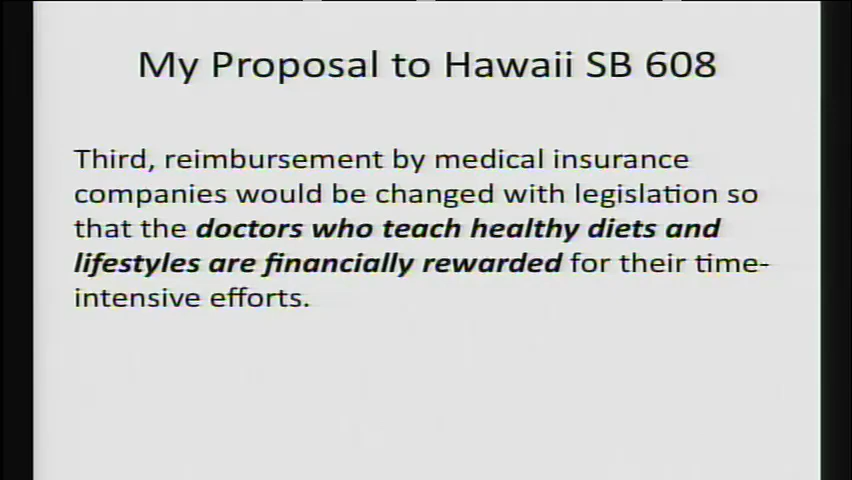 My Proposal to Hawaii SB 608
Third, reimbursement by medical insurance
companies would be changed with legislation so
that the doctors who teach healthy diets and
lifestyles are financially rewarded for their time-
intensive efforts.